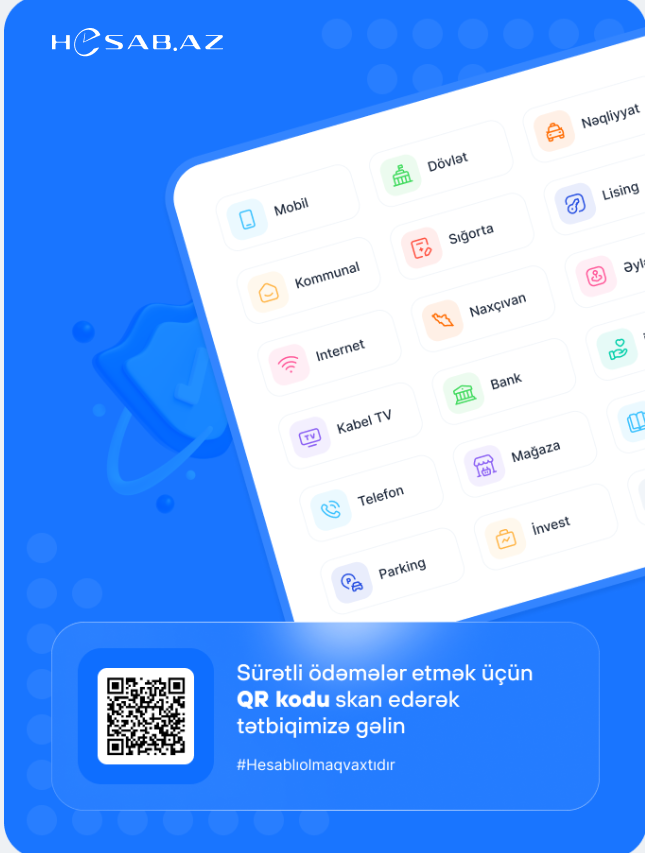 HeSAB.AZ
Mobil
Dövlət
Nəqliyyat
Kommunal
Sığorta
Lising
Internet
Naxçıvan
Kabel TV
Bank
Telefon
Mağaza
Parking
İnvest
Sürətli ödəmələr etmək üçün
QR kodu skan edərək
tətbiqimizə gəlin
#Hesablıolmaqvaxtıdır